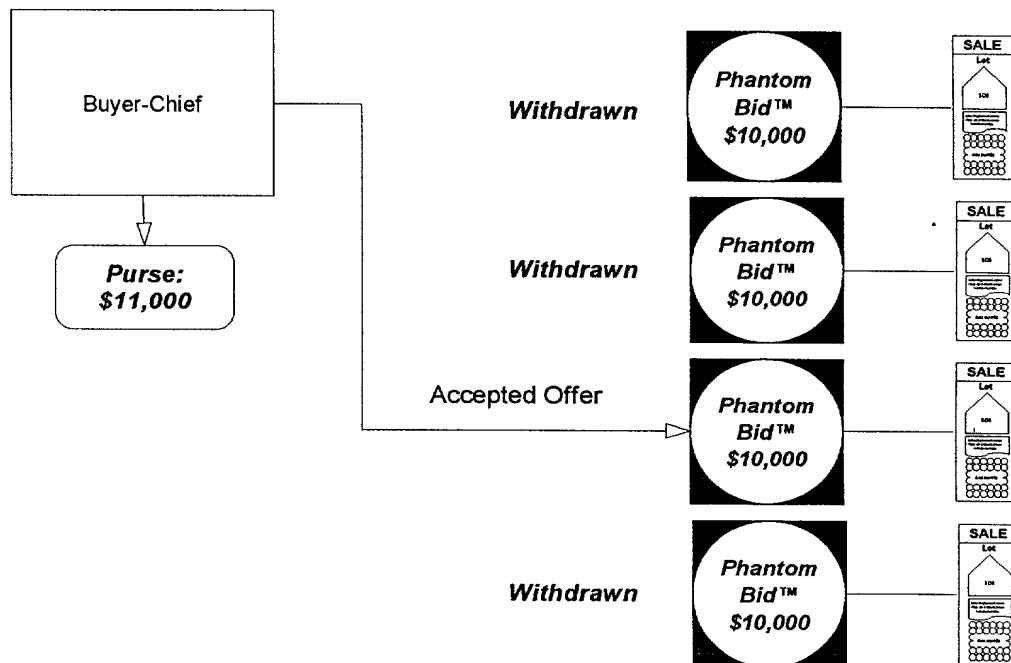 Buyer-Chief
Purse:
$11,000
Accepted Offer
Withdrawn
Phantom
Bid™
$10,000
SALE
Lot
Withdrawn
Phantom
Bid™
$10,000
SALE
Lot
Phantom
Bid™
$10,000
SALE
Lot
Withdrawn
Phantom
Bid™
$10,000
SALE
Lot